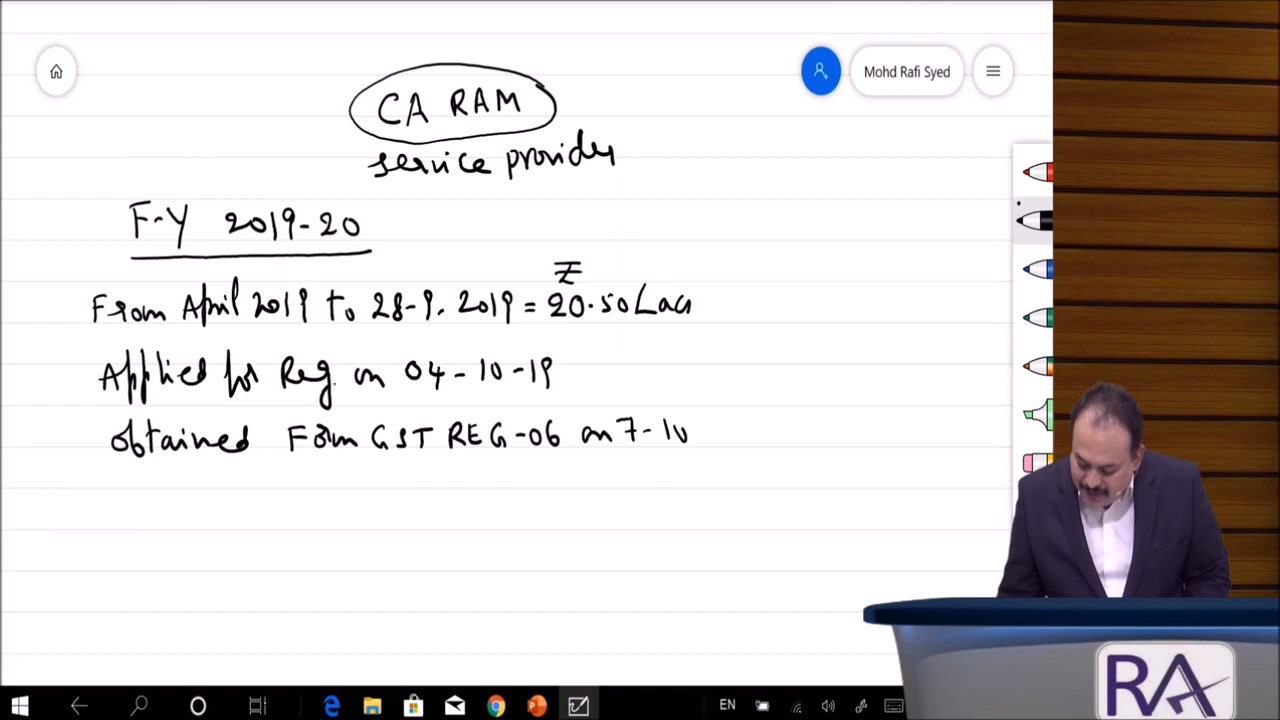 Mohd Rafi Syed
CA RAM
service provider
F-Y 2019-20
₹
From April 2019 to 28-9. 2019 = 20.50 Lacs
Applied for Reg. on 04-10-19
obtained Form GST REG-06 on 7-10
EN
RA